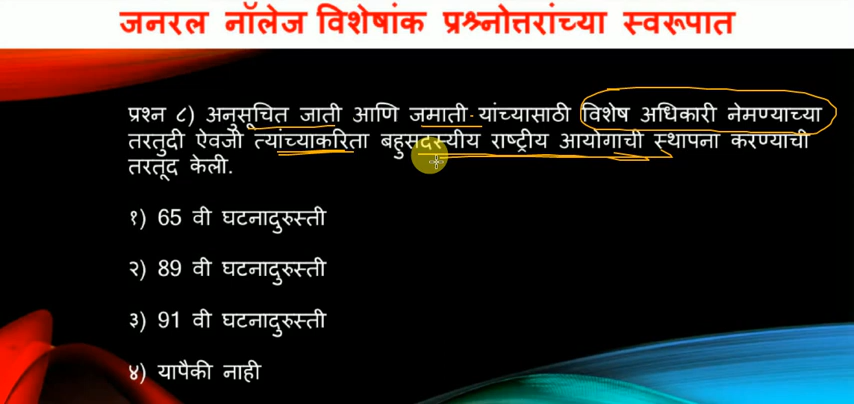 जनरल नॉलेज विशेषांक प्रश्नोत्तरांच्या स्वरूपात
प्रश्न ८) अनुसूचित जाती आणि जमाती यांच्यासाठी विशेष अधिकारी नेमण्याच्या
तरतुदी ऐवजी त्यांच्याकरिता बहुसदस्यीय राष्ट्रीय आयोगाची स्थापना करण्याची
तरतूद केली.
१) 65 वी घटनादुरुस्ती
२) 89 वी घटनादुरुस्ती
३) 91 वी घटनादुरुस्ती
४) यापैकी नाही